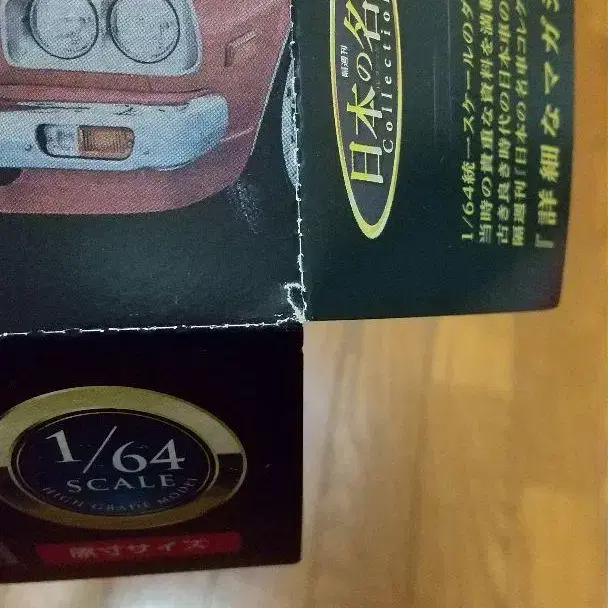 隔週刊
日本の名
Collectio
1/64統一スケールのダ
当時の貴重な資料を満載
古き良き時代の日本車の
隔週刊『日本の名車コレク
『詳細なマガジ
1/64
SCALE
HIGH GRADE MODEL
原寸サイズ